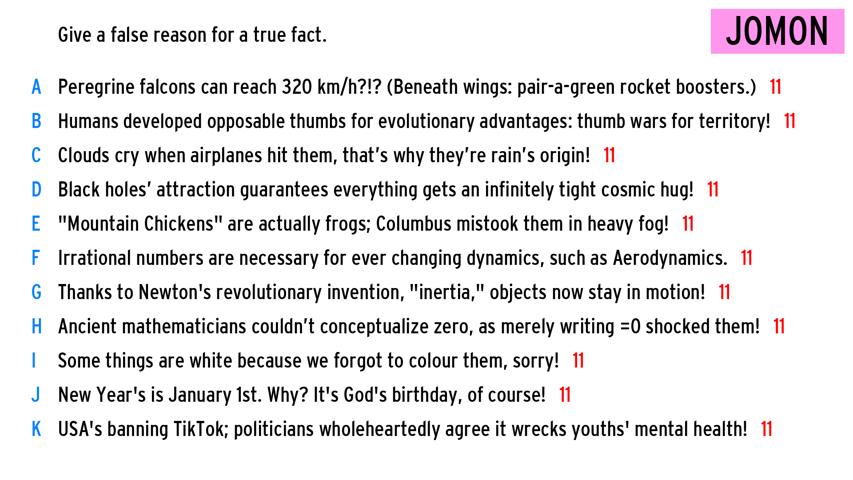 Give a false reason for a true fact.
JOMON
A Peregrine falcons can reach 320 km/h?!? (Beneath wings: pair-a-green rocket boosters.) 11
B Humans developed opposable thumbs for evolutionary advantages: thumb wars for territory! 11
C Clouds cry when airplanes hit them, that's why they're rain's origin! 11
D Black holes' attraction guarantees everything gets an infinitely tight cosmic hug! 11
E "Mountain Chickens" are actually frogs; Columbus mistook them in heavy fog! 11
F Irrational numbers are necessary for ever changing dynamics, such as Aerodynamics. 11
G Thanks to Newton's revolutionary invention, "inertia," objects now stay in motion! 11
H Ancient mathematicians couldn't conceptualize zero, as merely writing =0 shocked them! 11
I Some things are white because we forgot to colour them, sorry! 11
J New Year's is January 1st. Why? It's God's birthday, of course! 11
K USA's banning TikTok; politicians wholeheartedly agree it wrecks youths' mental health! 11